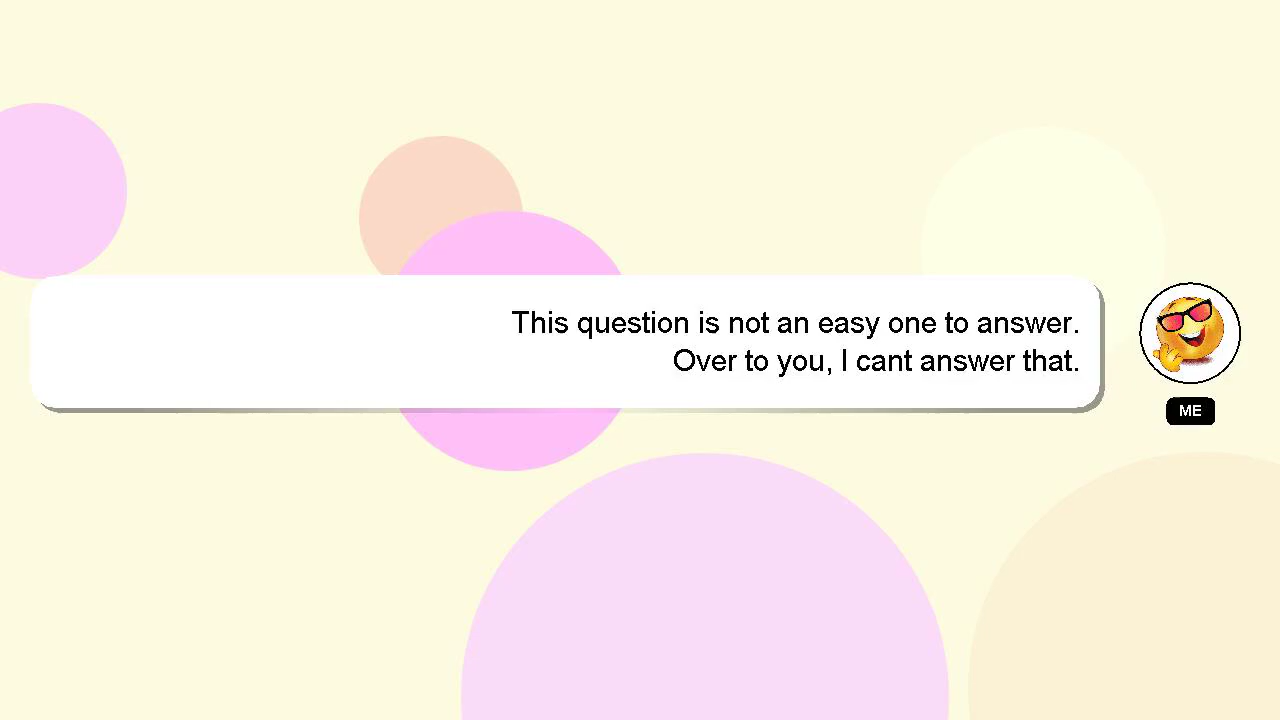 This question is not an easy one to answer.
Over to you, I cant answer that.
ME